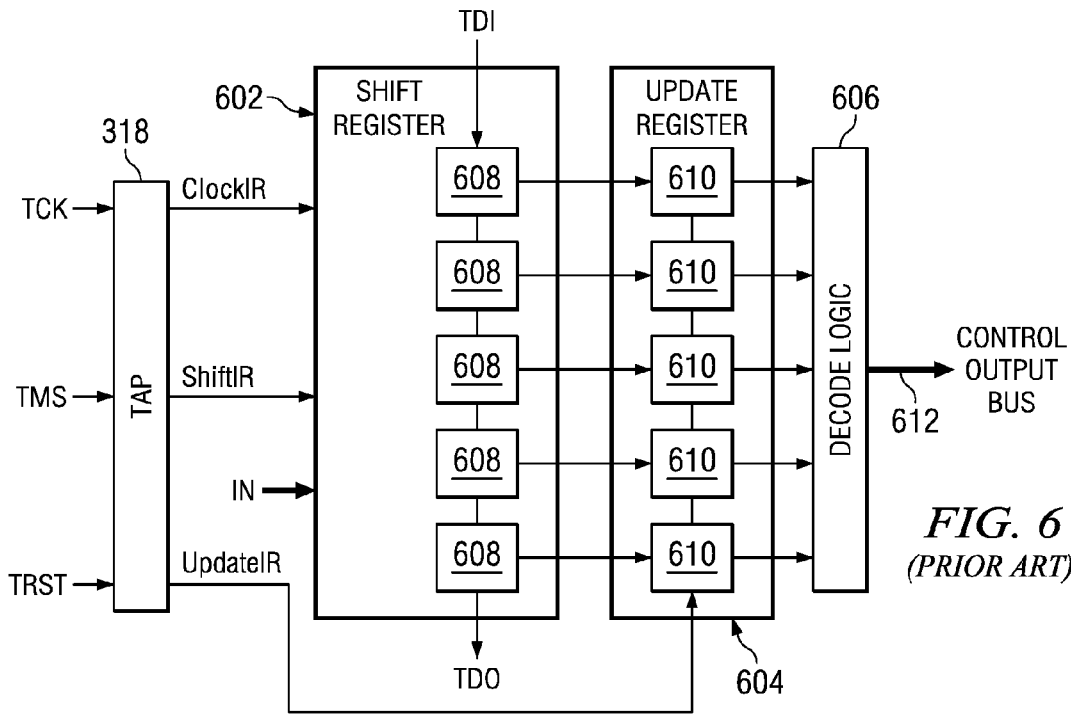 TDI
602
SHIFT
REGISTER
UPDATE
REGISTER
606
318
608
610
TCK
ClockIR
608
610
TMS
TAP
ShiftIR
608
610
DECODE LOGIC
612
CONTROL
OUTPUT
BUS
IN
608
610
TRST
UpdateIR
608
610
FIG. 6
(PRIOR ART)
TDO
604